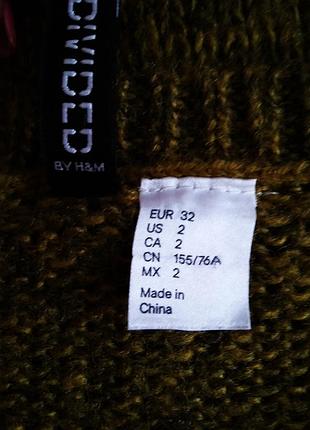 DIVIDED
BY H&M
EUR 32
US 2
CA 2
CN 155/76A
MX 2
Made in
China